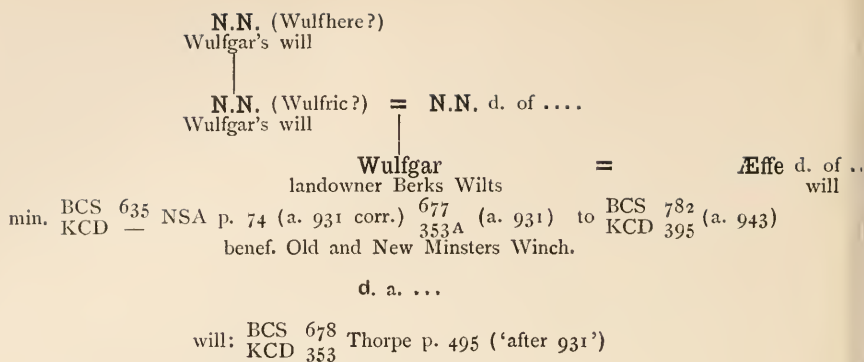 N.N. (Wulfhere?)
Wulfgar's will
N.N. (Wulfric?) = N.N. d. of ....
Wulfgar's will
Wulfgar = Æffe d. of ..
landowner Berks Wilts will
min. BCS 635 KCD — NSA p. 74 (a. 931 corr.) 677 353A (a. 931) to BCS 782 KCD 395 (a. 943)
benef. Old and New Minsters Winch.
d. a. ...
will: BCS 678 KCD 353 Thorpe p. 495 ('after 931')